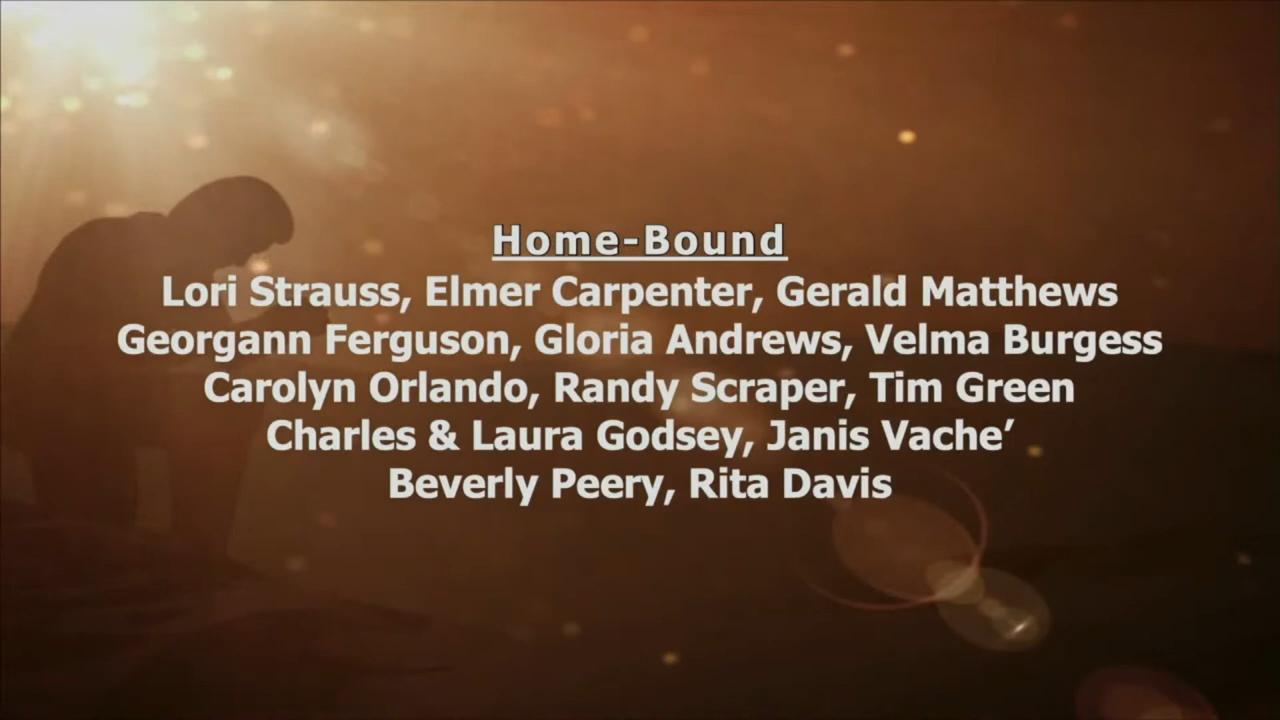 Home-Bound
Lori Strauss, Elmer Carpenter, Gerald Matthews
Georgann Ferguson, Gloria Andrews, Velma Burgess
Carolyn Orlando, Randy Scraper, Tim Green
Charles & Laura Godsey, Janis Vache’
Beverly Peery, Rita Davis